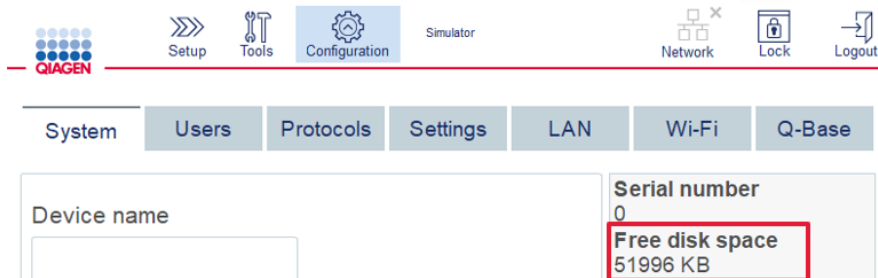 QIAGEN
Setup Tools Configuration Simulator Network Lock Logout
System Users Protocols Settings LAN Wi-Fi Q-Base
Device name
Serial number
0
Free disk space
51996 KB